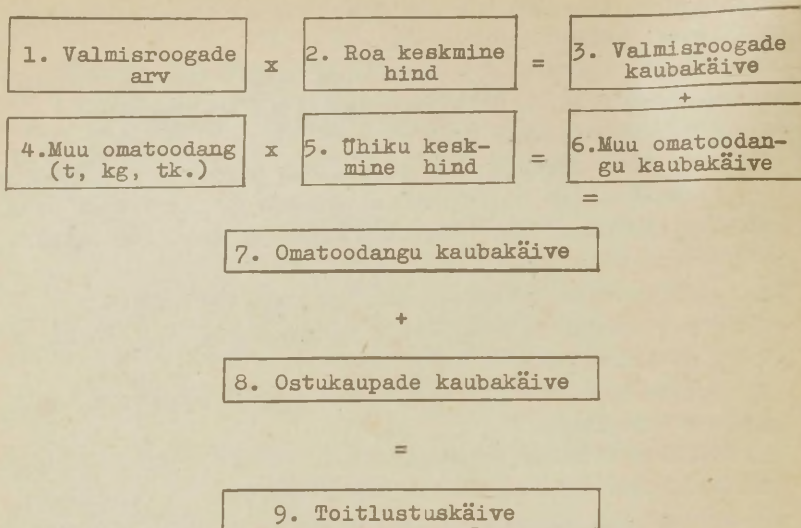 1. Valmisroogade arv x 2. Roa keskmine hind = 3. Valmisroogade kaubakäive
+
4.Muu omatoodang (t, kg, tk.) x 5. Ühiku keskmine hind = 6.Muu omatoodangu kaubakäive
=
7. Omatoodangu kaubakäive
+
8. Ostukaupade kaubakäive
=
9. Toitlustuskäive